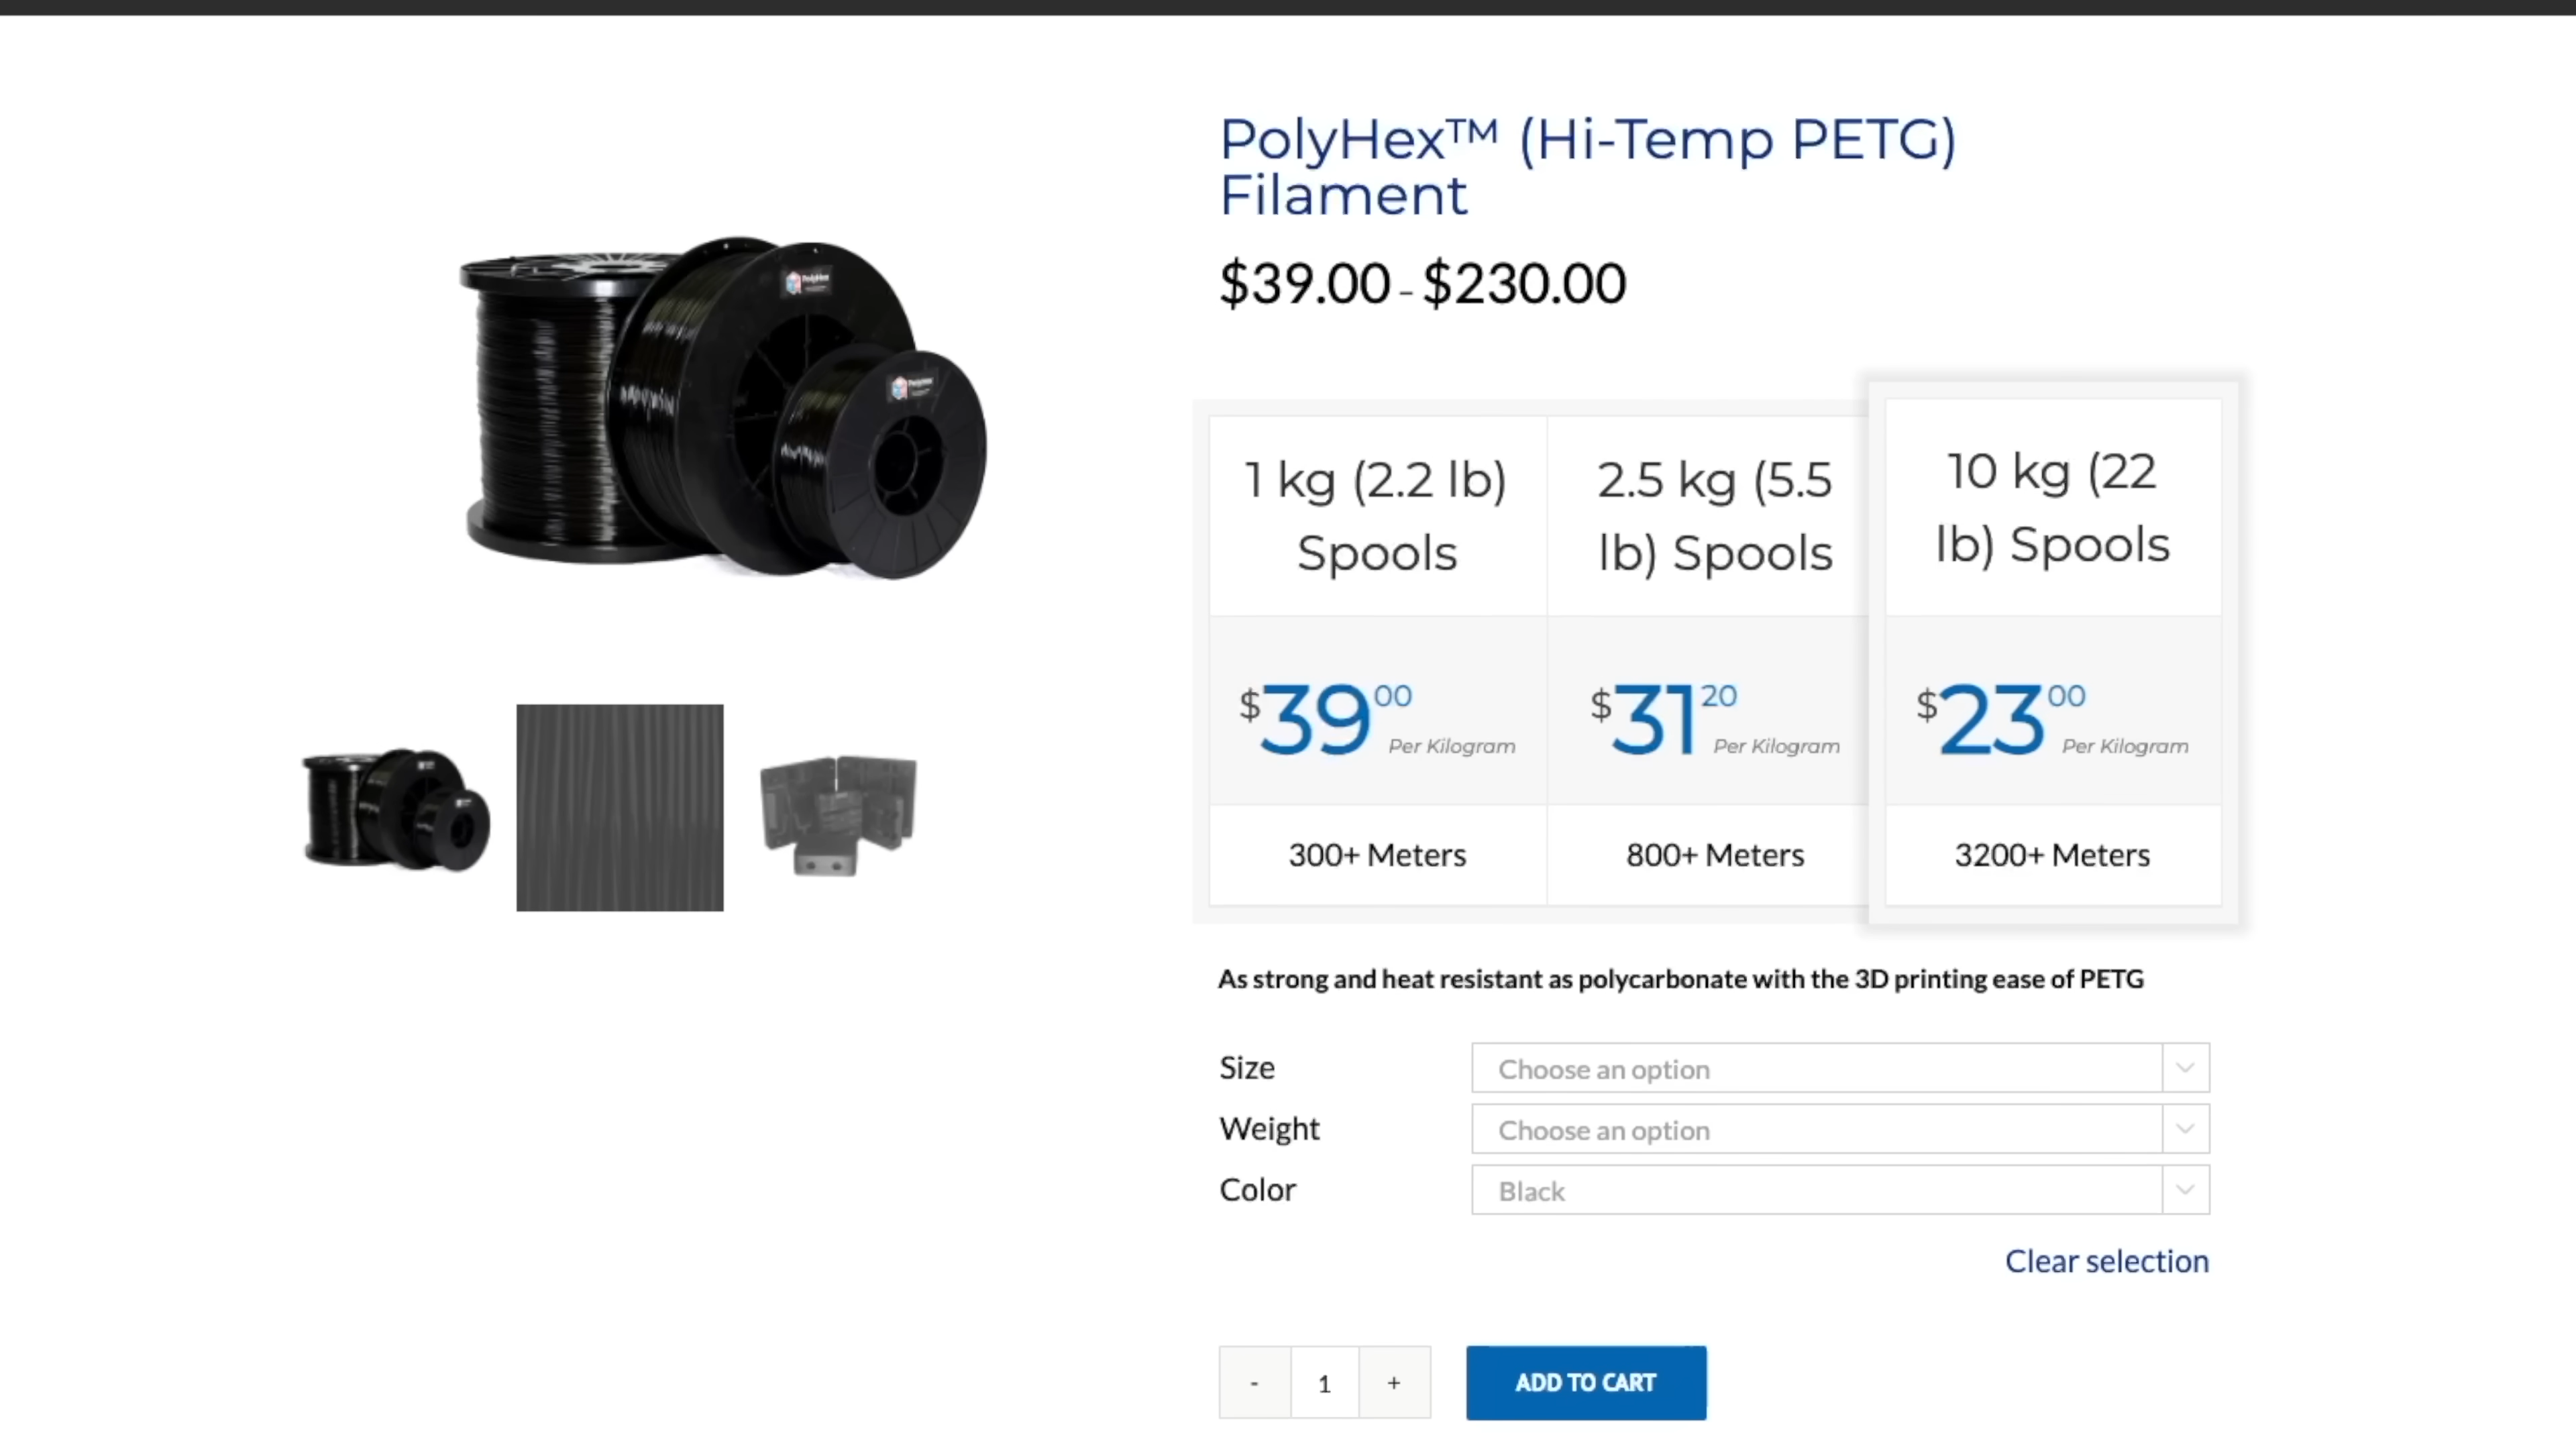 PolyHex™ (Hi-Temp PETG)
Filament
$39.00 - $230.00
1 kg (2.2 lb)
Spools
2.5 kg (5.5
lb) Spools
10 kg (22
lb) Spools
$39 00 Per Kilogram
$31 20 Per Kilogram
$23 00 Per Kilogram
300+ Meters
800+ Meters
3200+ Meters
As strong and heat resistant as polycarbonate with the 3D printing ease of PETG
Size Choose an option
Weight Choose an option
Color Black
Clear selection
- 1 + ADD TO CART
PolyHex